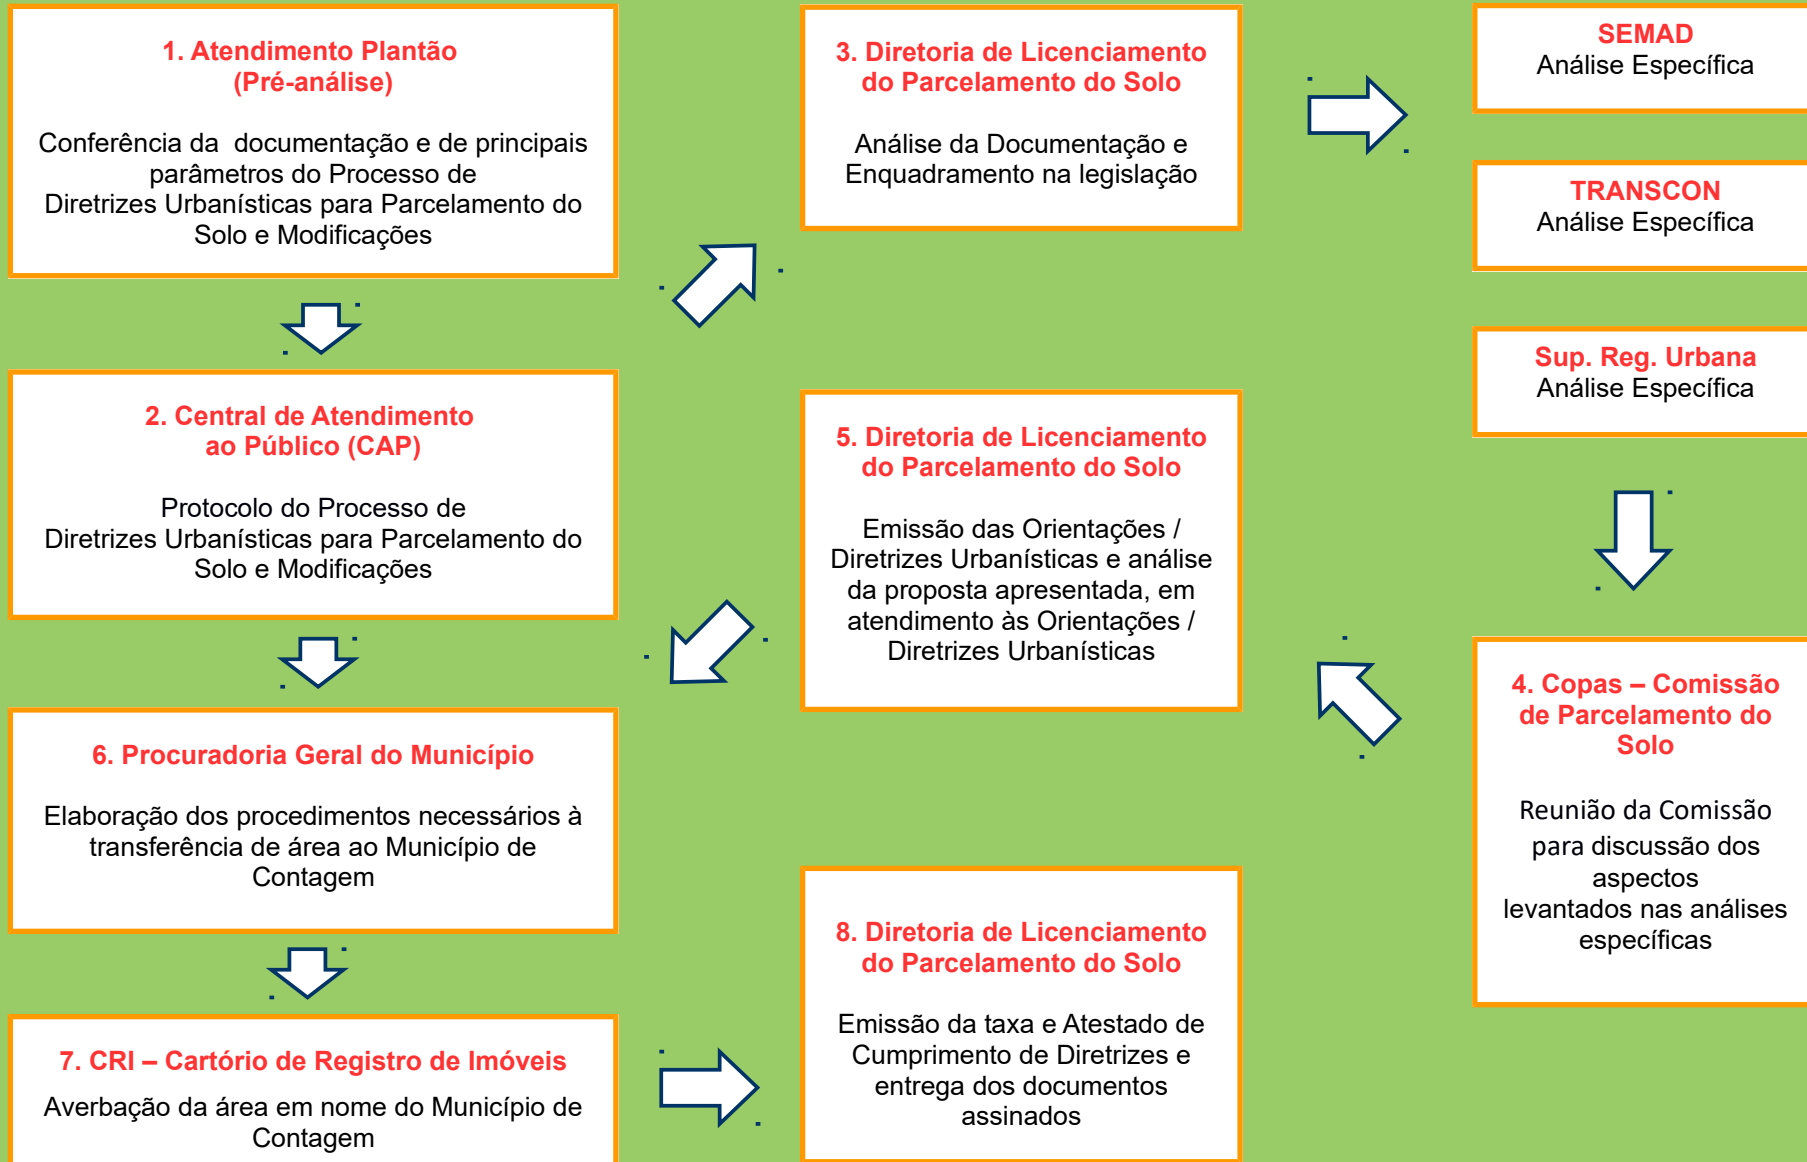 1. Atendimento Plantão
(Pré-análise)
Conferência da documentação e de principais
parâmetros do Processo de
Diretrizes Urbanísticas para Parcelamento do
Solo e Modificações
2. Central de Atendimento
ao Público (CAP)
Protocolo do Processo de
Diretrizes Urbanísticas para Parcelamento do
Solo e Modificações
3. Diretoria de Licenciamento
do Parcelamento do Solo
Análise da Documentação e
Enquadramento na legislação
SEMAD
Análise Específica
TRANSCON
Análise Específica
Sup. Reg. Urbana
Análise Específica
4. Copas – Comissão
de Parcelamento do
Solo
Reunião da Comissão
para discussão dos
aspectos
levantados nas análises
específicas
5. Diretoria de Licenciamento
do Parcelamento do Solo
Emissão das Orientações /
Diretrizes Urbanísticas e análise
da proposta apresentada, em
atendimento às Orientações /
Diretrizes Urbanísticas
6. Procuradoria Geral do Município
Elaboração dos procedimentos necessários à
transferência de área ao Município de
Contagem
7. CRI – Cartório de Registro de Imóveis
Averbação da área em nome do Município de
Contagem
8. Diretoria de Licenciamento
do Parcelamento do Solo
Emissão da taxa e Atestado de
Cumprimento de Diretrizes e
entrega dos documentos
assinados